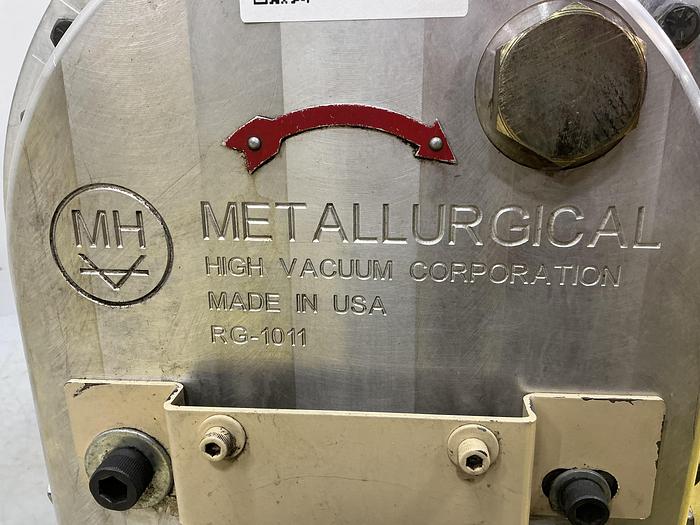 METALLURGICAL
MH
HIGH VACUUM CORPORATION
MADE IN USA
RG-1011